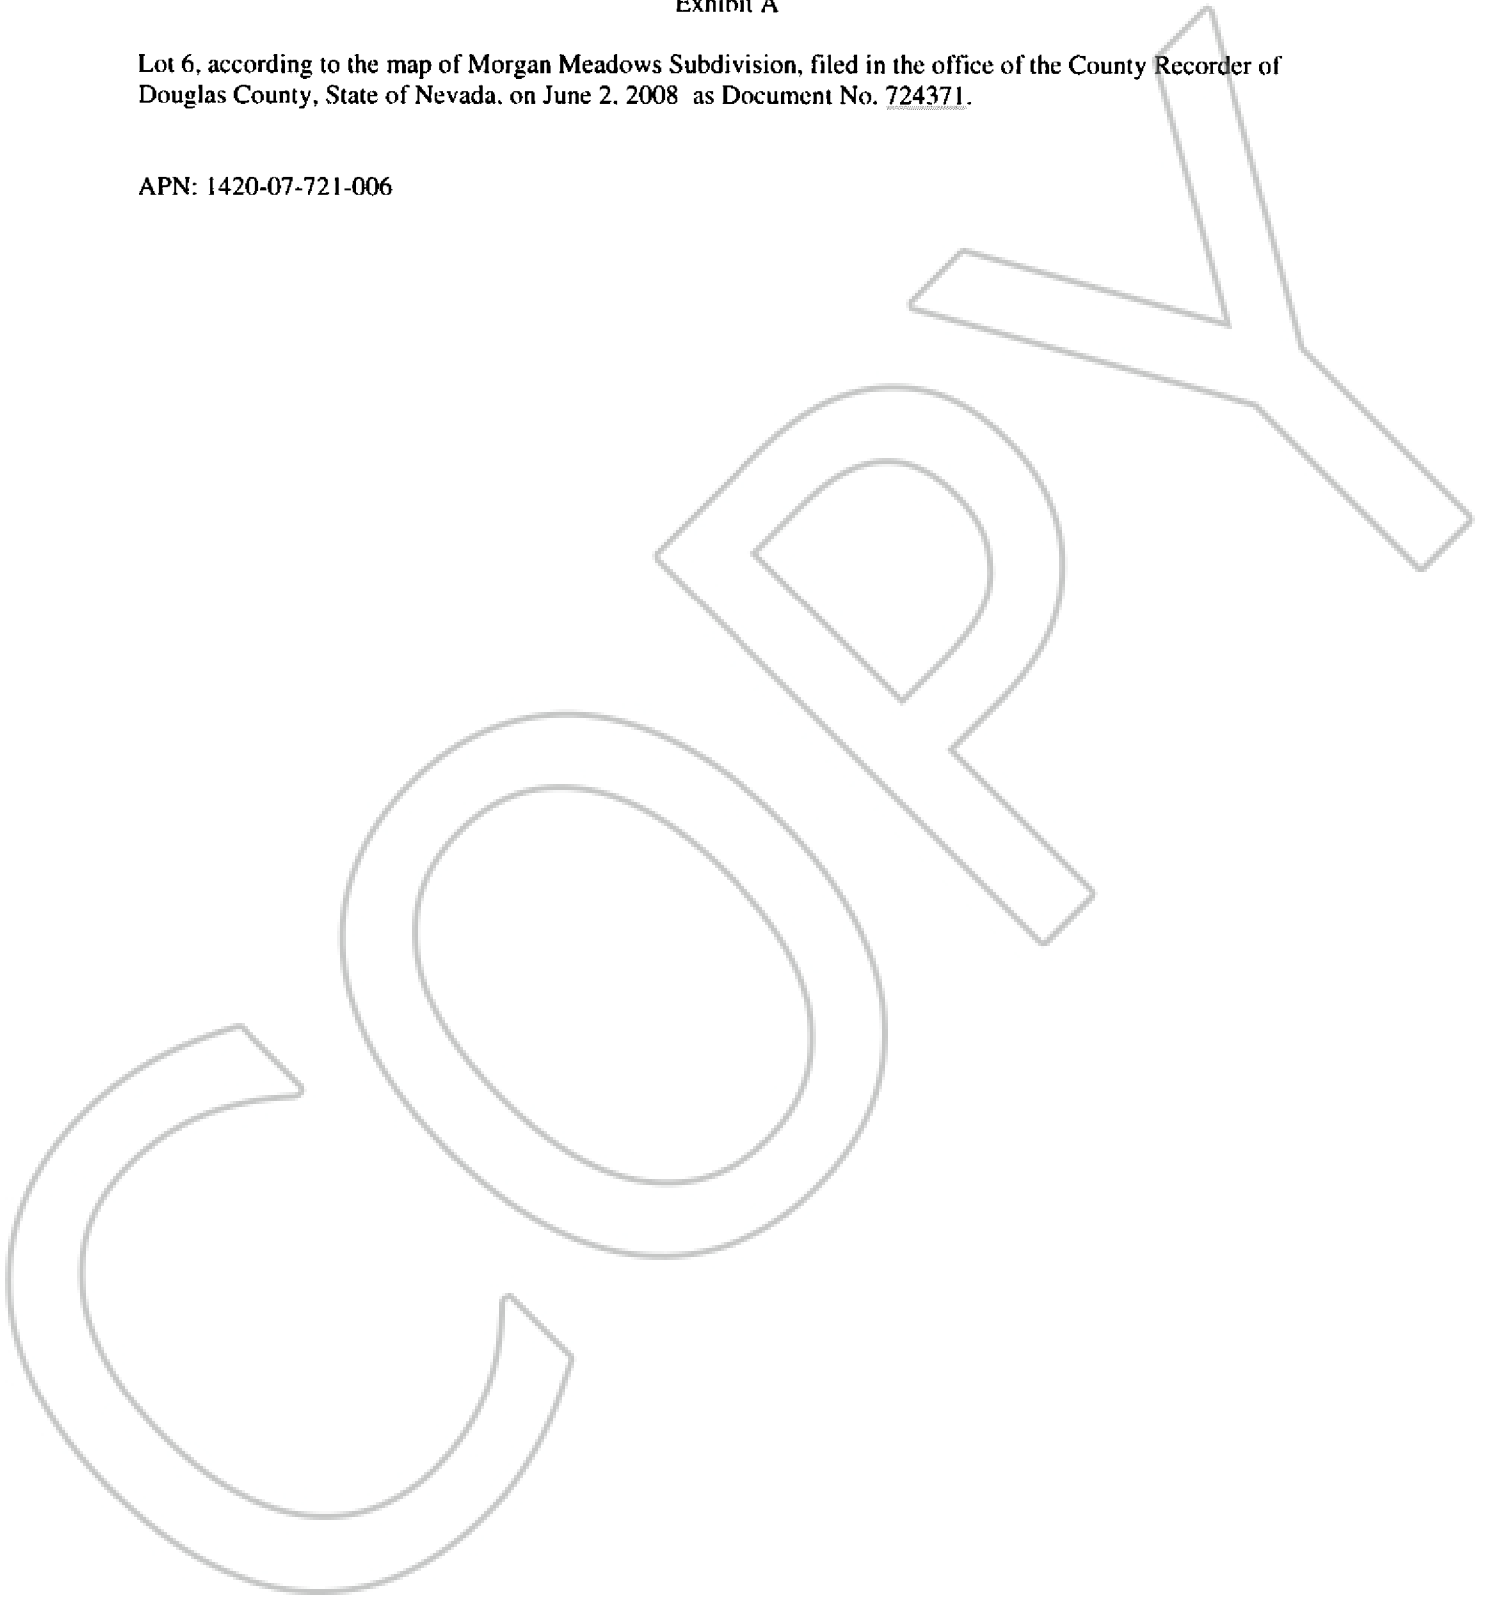 Exhibit A
Lot 6, according to the map of Morgan Meadows Subdivision, filed in the office of the County Recorder of
Douglas County, State of Nevada, on June 2, 2008 as Document No. 724371.
APN: 1420-07-721-006
COPY